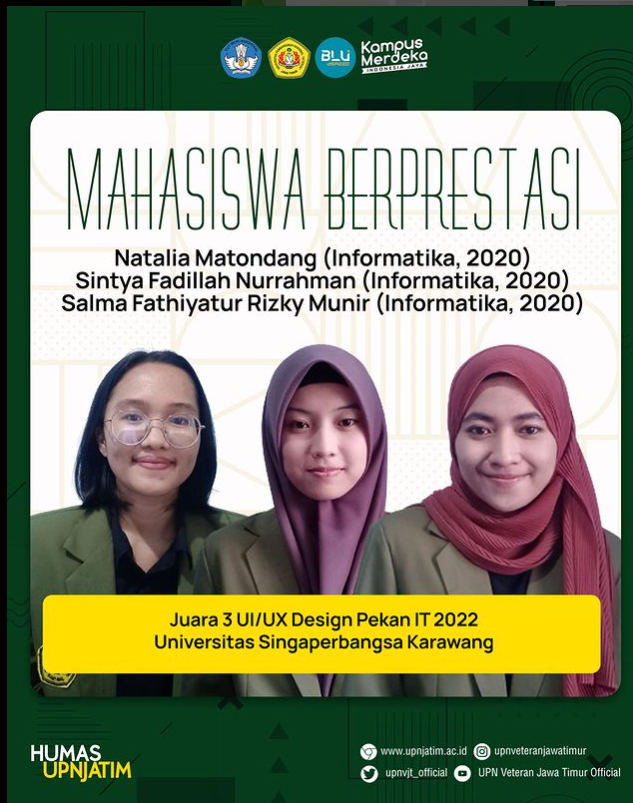 BLU
Kampus
Merdeka
INDONESIA JAYA
MAHASISWA BERPRESTASI
Natalia Matondang (Informatika, 2020)
Sintya Fadillah Nurrahman (Informatika, 2020)
Salma Fathiyatur Rizky Munir (Informatika, 2020)
Juara 3 UI/UX Design Pekan IT 2022
Universitas Singaperbangsa Karawang
HUMAS
UPNJATIM
www.upnjatim.ac.id upnveteranjawatimur
upnvjt_official UPN Veteran Jawa Timur Official